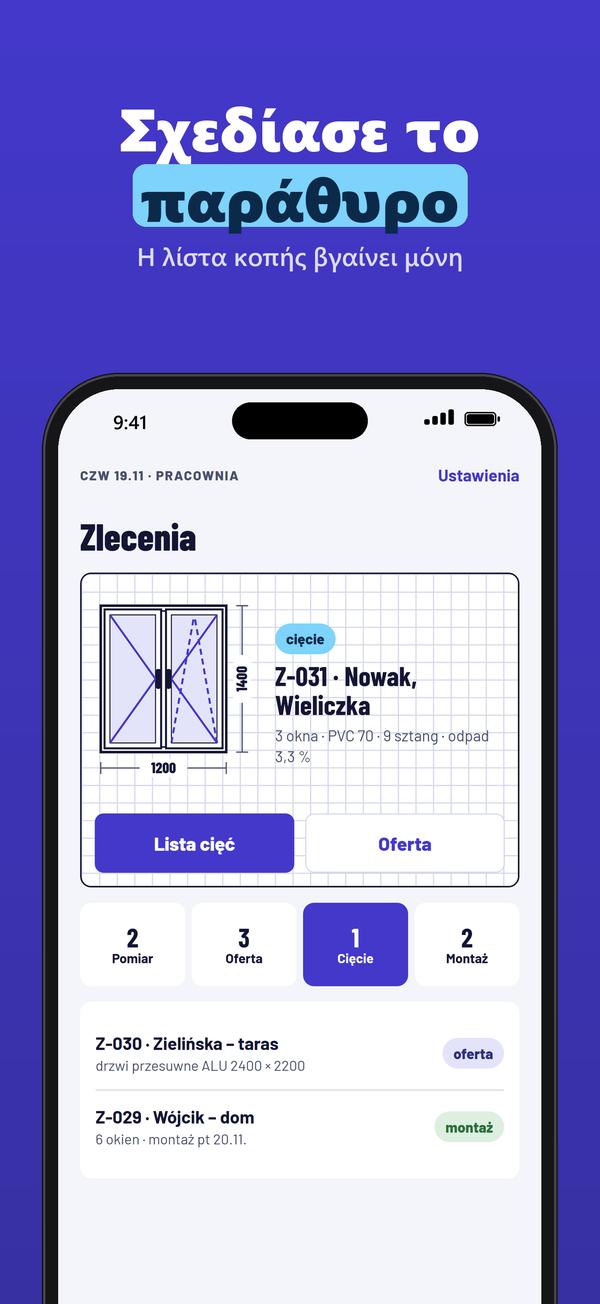 Σχεδίασε το
παράθυρο
Η λίστα κοπής βγαίνει μόνη
9:41
CZW 19.11 · PRACOWNIA
Ustawienia
Zlecenia
1400
1200
cięcie
Z-031 · Nowak,
Wieliczka
3 okna · PVC 70 · 9 sztang · odpad
3,3 %
Lista cięć
Oferta
2
Pomiar
3
Oferta
1
Cięcie
2
Montaż
Z-030 · Zielińska – taras
drzwi przesuwne ALU 2400 × 2200
oferta
Z-029 · Wójcik – dom
6 okien · montaż pt 20.11.
montaż